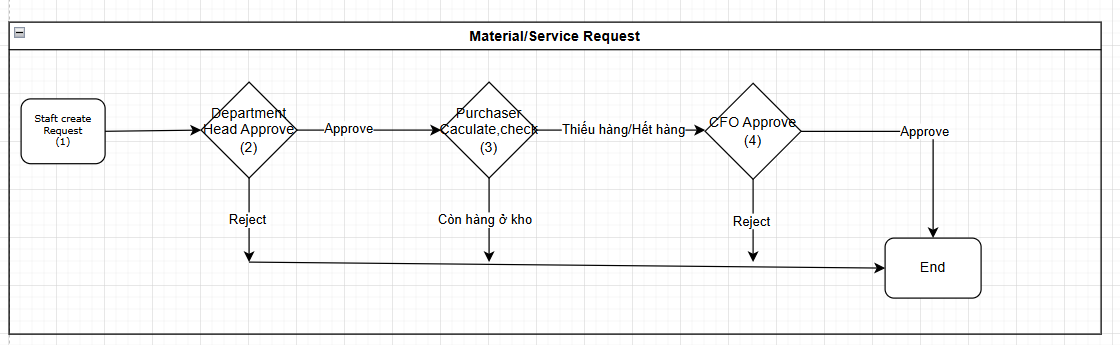 Material/Service Request
Staft create
Request
(1)
Department
Head Approve
(2)
Approve
Purchaser
Caculate,check
(3)
Thiếu hàng/Hết hàng
CFO Approve
(4)
Approve
Reject
Còn hàng ở kho
Reject
End